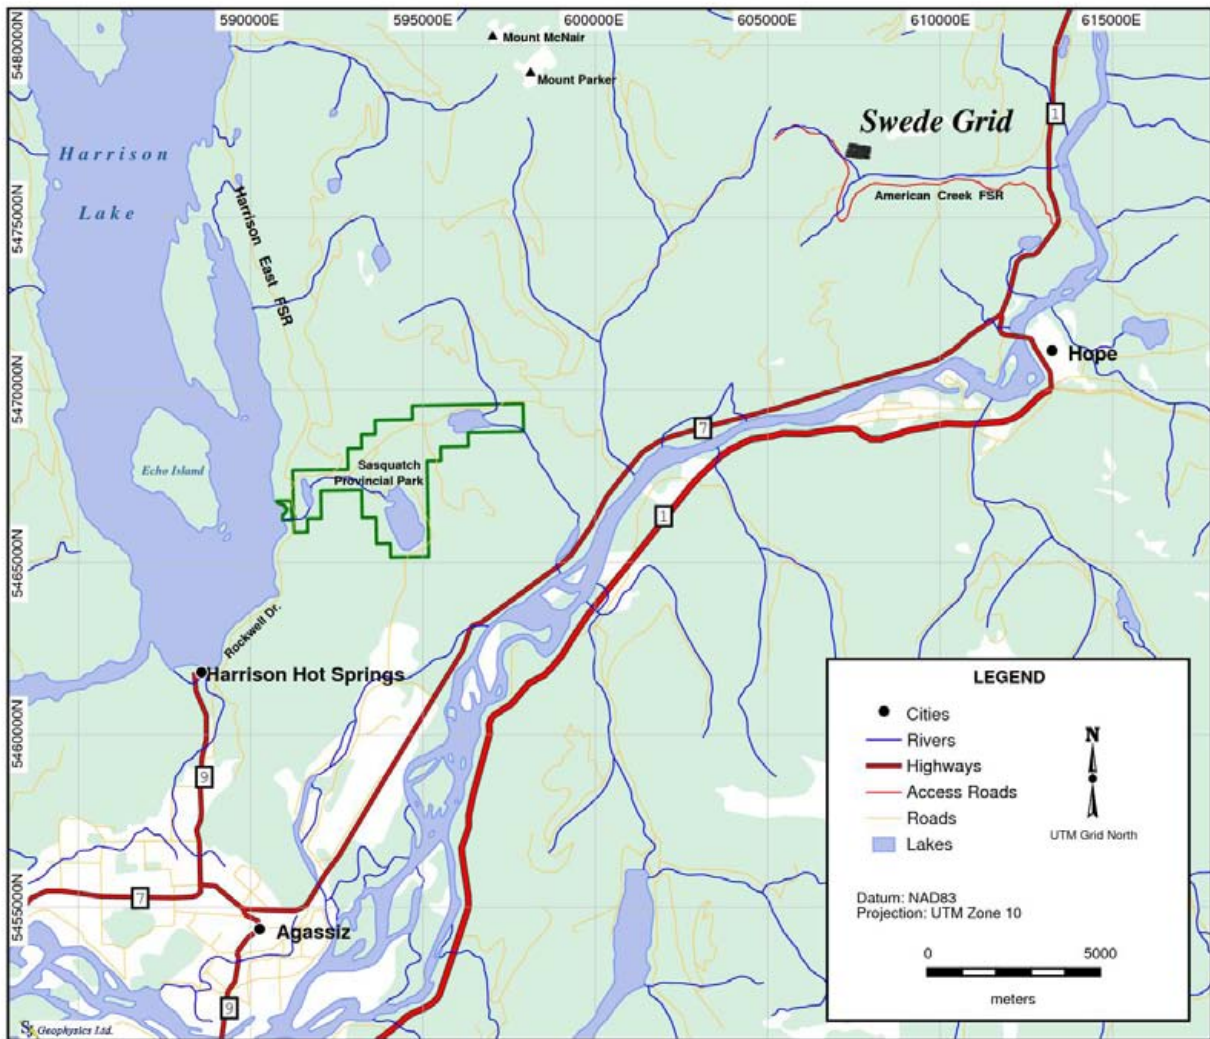 5900000E
595000E
600000E
605000E
610000E
615000E
5480000N
5475000N
5470000N
5465000N
5460000N
5455000N
Mount McNair
Mount Parker
Swede Grid
1
American Creek FSR
Harrison
Lake
Harrison East FSR
Hope
7
1
Echo Island
Sasquatch
Provincial Park
Rockwell Dr.
Harrison Hot Springs
9
7
Agassiz
9
LEGEND
Cities
Rivers
Highways
Access Roads
Roads
Lakes
N
UTM Grid North
Datum: NAD83
Projection: UTM Zone 10
0 5000
meters
Geophysics Ltd.